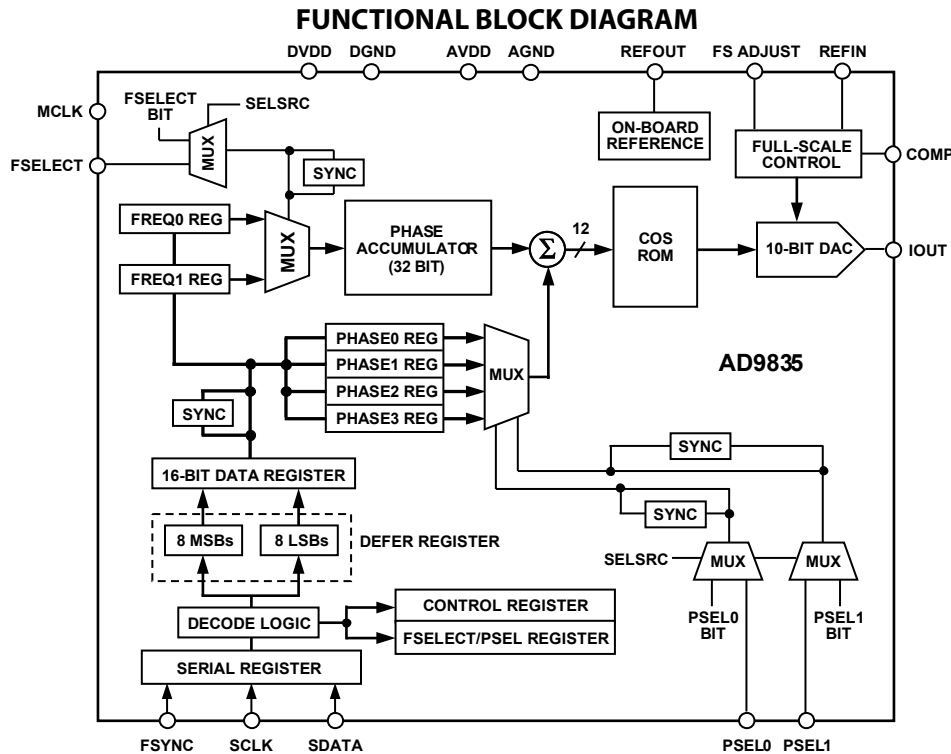 FUNCTIONAL BLOCK DIAGRAM
DVDD
DGND
AVDD
AGND
REFOUT
FS ADJUST
REFIN
MCLK
FSELECT
BIT
SELSRC
MUX
FSELECT
SYNC
ON-BOARD
REFERENCE
FULL-SCALE
CONTROL
COMP
FREQ0 REG
FREQ1 REG
MUX
PHASE
ACCUMULATOR
(32 BIT)
Σ
12
COS
ROM
10-BIT DAC
IOUT
PHASE0 REG
PHASE1 REG
PHASE2 REG
PHASE3 REG
MUX
AD9835
SYNC
SYNC
16-BIT DATA REGISTER
SYNC
8 MSBs
8 LSBs
DEFER REGISTER
SELSRC
MUX
MUX
DECODE LOGIC
CONTROL REGISTER
FSELECT/PSEL REGISTER
PSEL0
BIT
PSEL1
BIT
SERIAL REGISTER
FSYNC
SCLK
SDATA
PSEL0
PSEL1